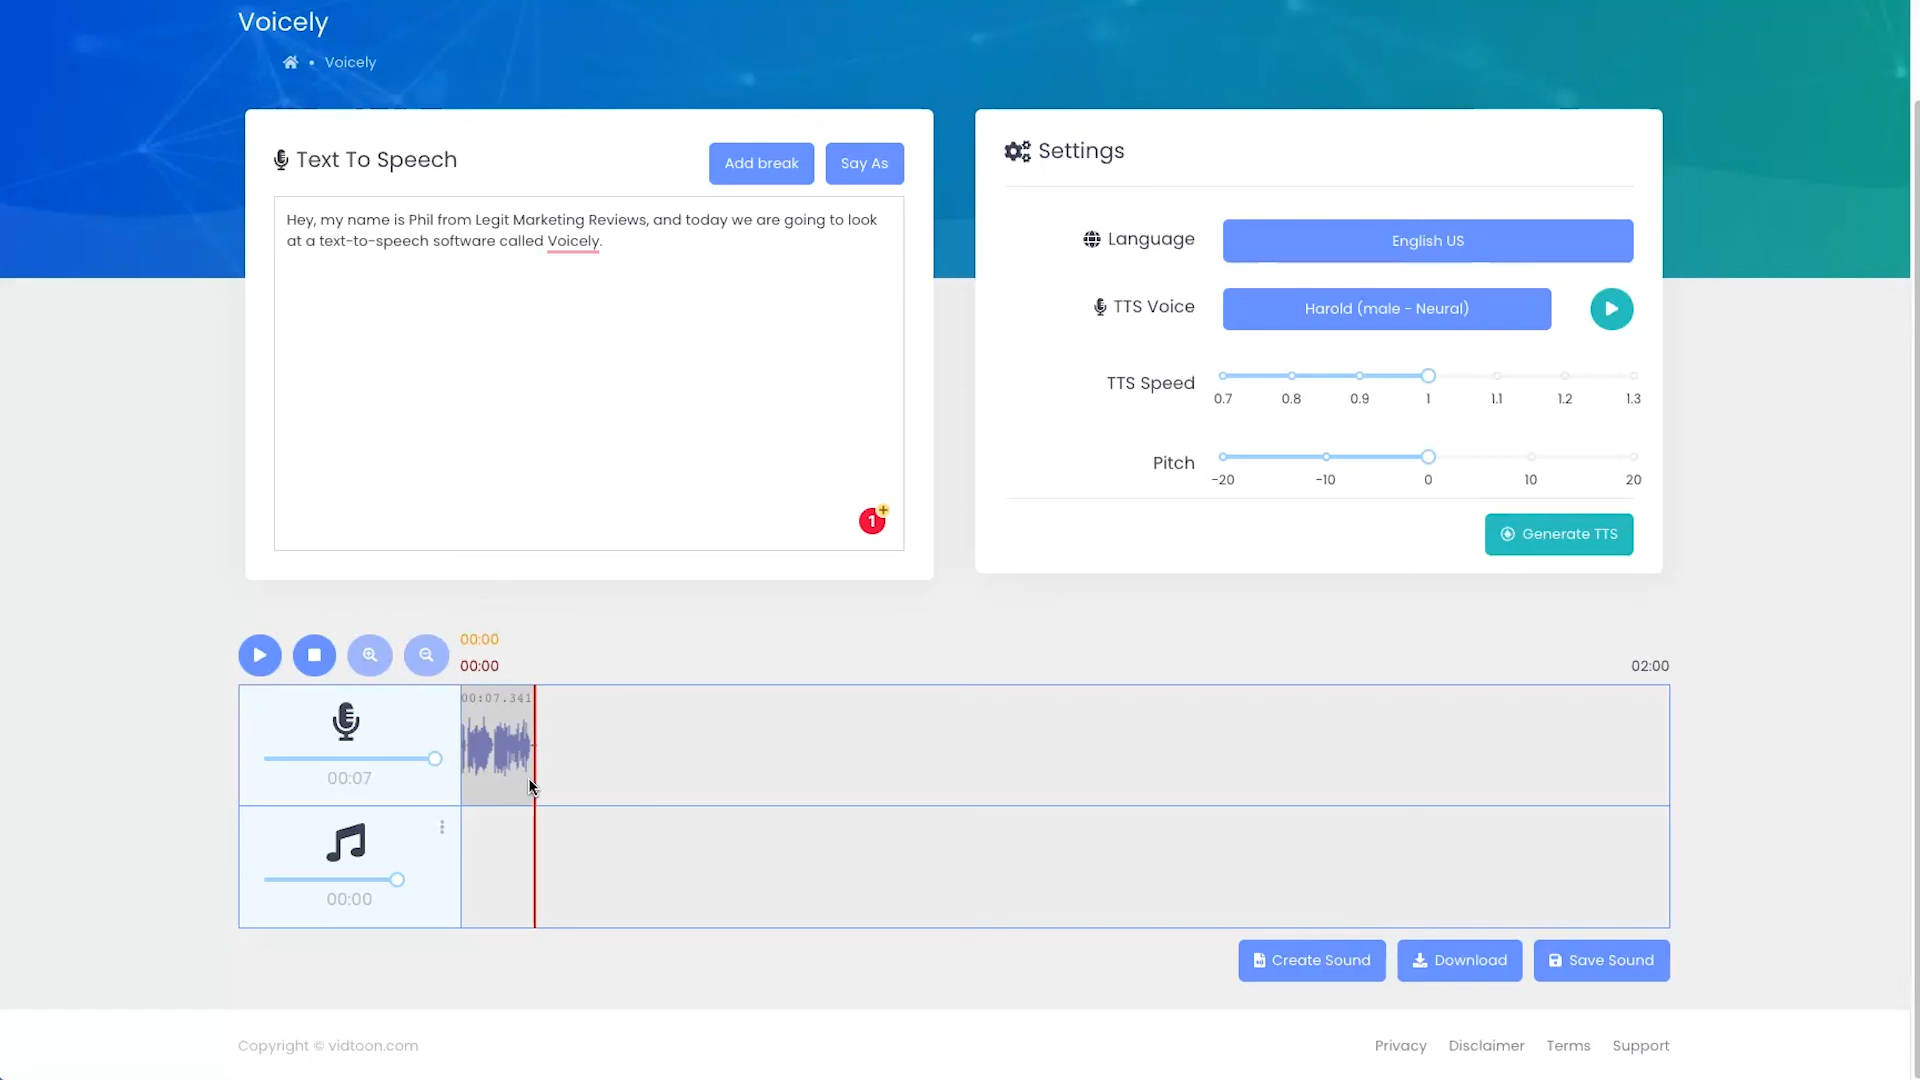 Voicely
Voicely
Text To Speech
Add break
Say As
Hey, my name is Phil from Legit Marketing Reviews, and today we are going to look
at a text-to-speech software called Voicely.
1
Settings
Language
English US
TTS Voice
Harold (male - Neural)
TTS Speed
0.7 0.8 0.9 1 1.1 1.2 1.3
Pitch
-20 -10 0 10 20
Generate TTS
00:00
00:00
02:00
00:07.341
00:07
00:00
Create Sound
Download
Save Sound
Copyright © vidtoon.com
Privacy Disclaimer Terms Support